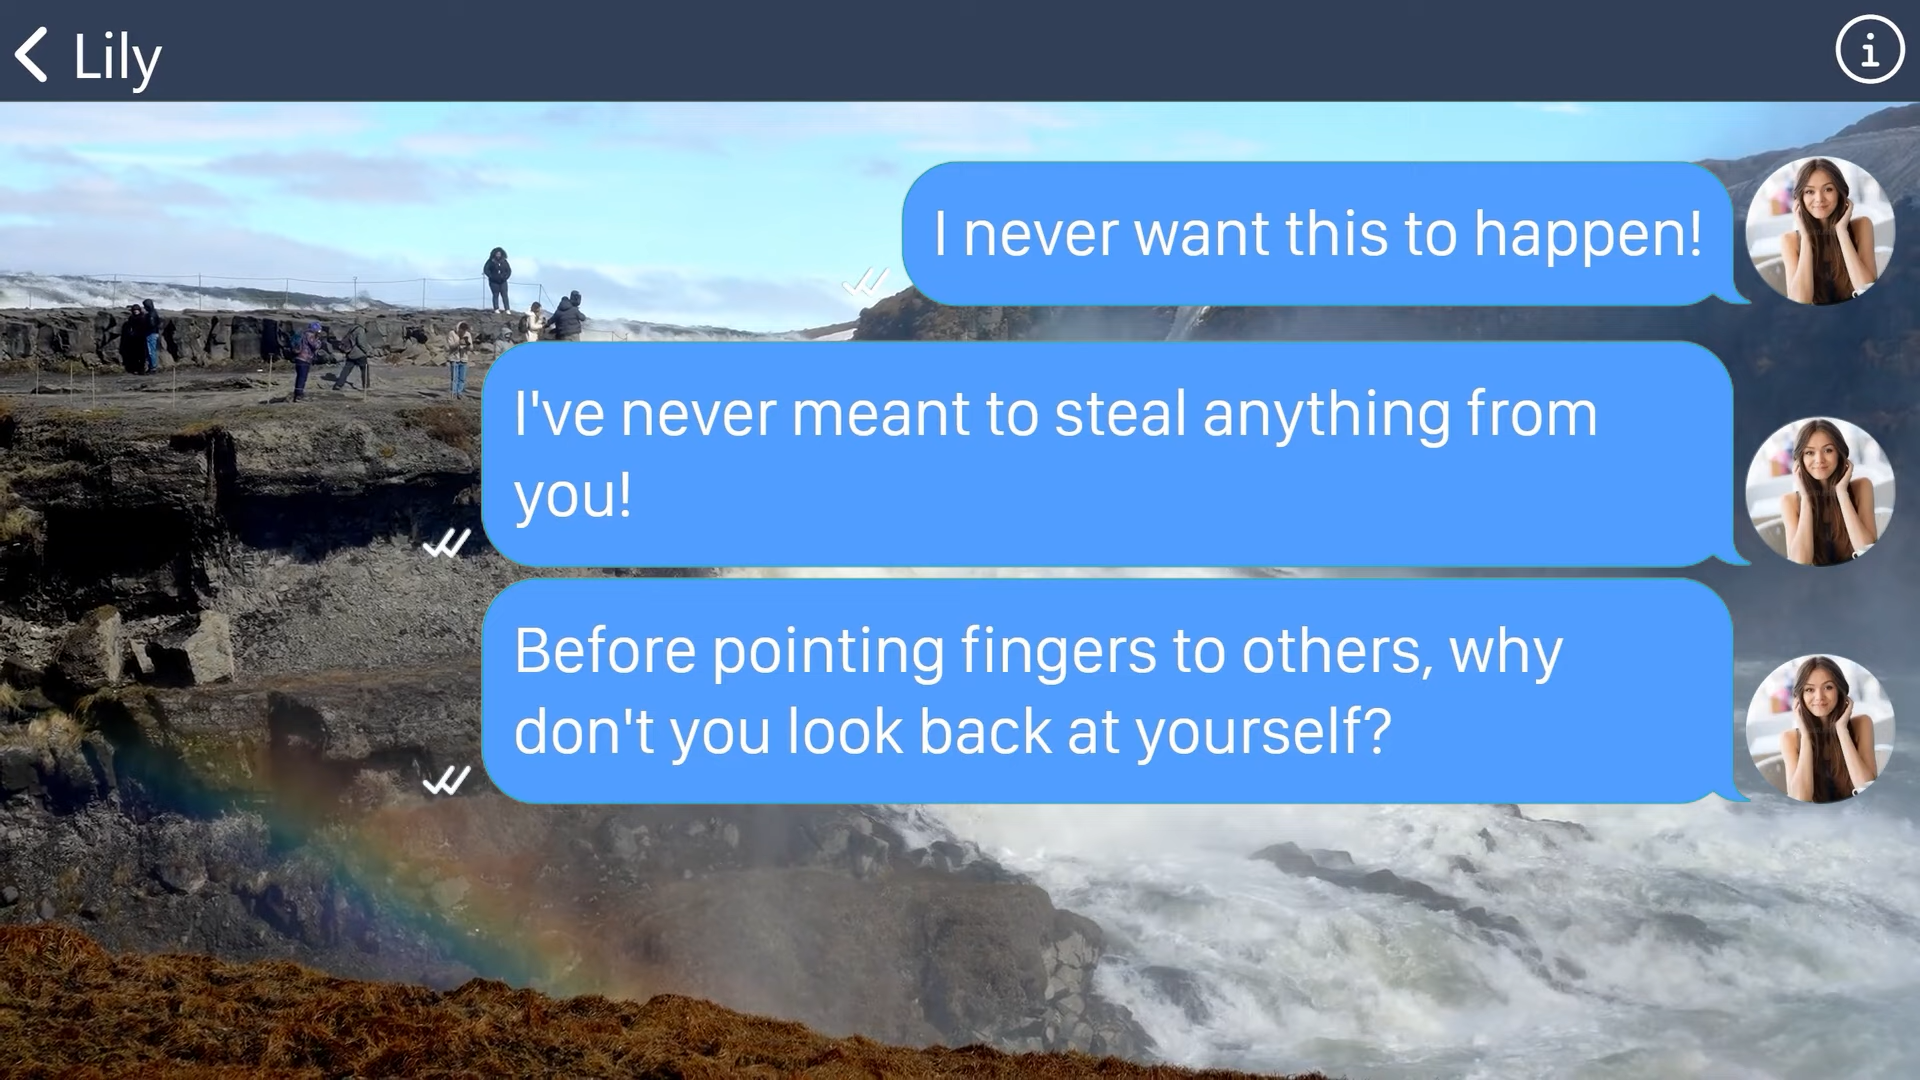 Lily
I never want this to happen!
I've never meant to steal anything from
you!
Before pointing fingers to others, why
don't you look back at yourself?